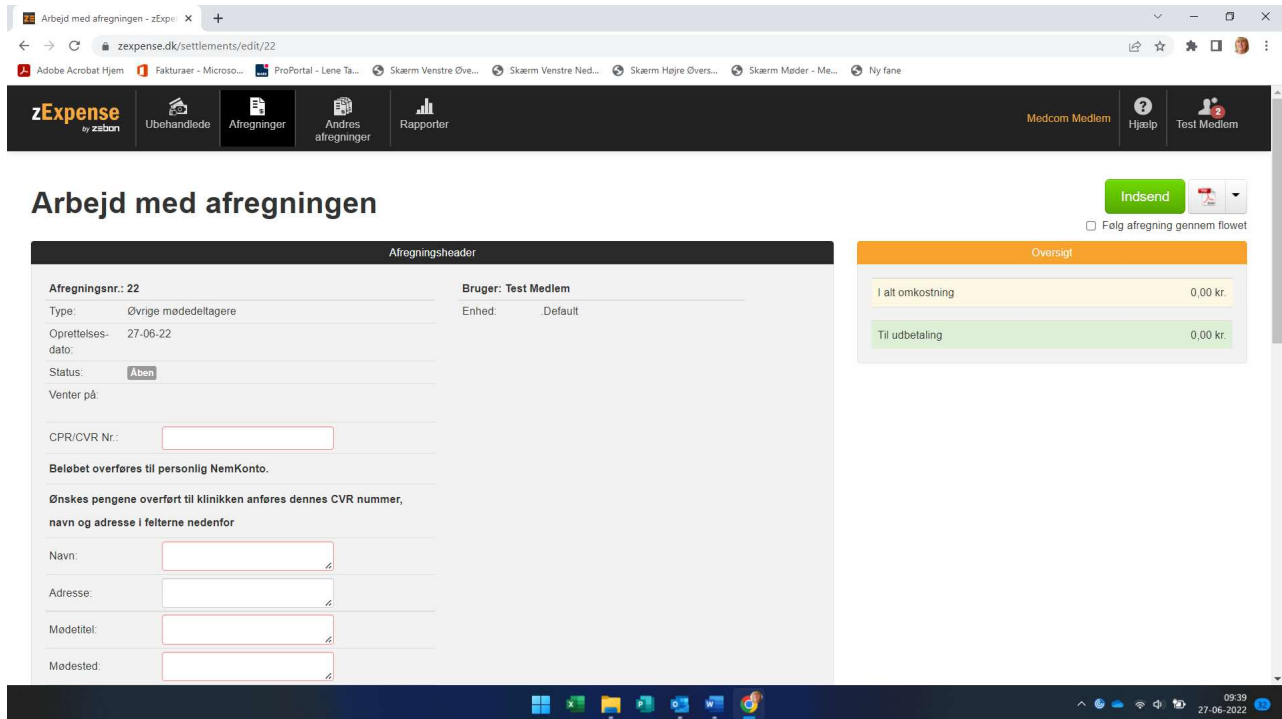 Arbejd med afregningen - zExpe
zexpense.dk/settlements/edit/22
Adobe Acrobat Hjem Fakturaer - Microso... ProPortal - Lene Ta... Skærm Venstre Øve... Skærm Venstre Ned... Skærm Højre Øvers... Skærm Møder - Me... Ny fane
zExpense
by zebon
Ubehandlede
Afregninger
Andres
afregninger
Rapporter
Medcom Medlem
Hjælp
2
Test Medlem
Arbejd med afregningen
Indsend
Følg afregning gennem flowet
Afregningsheader
Afregningsnr.: 22
Type: Øvrige mødedeltagere
Oprettelses-
dato: 27-06-22
Status: Åben
Venter på:
CPR/CVR Nr.:
Beløbet overføres til personlig NemKonto.
Ønskes pengene overført til klinikken anføres dennes CVR nummer,
navn og adresse i felterne nedenfor
Navn:
Adresse:
Mødetitel:
Mødested:
Bruger: Test Medlem
Enhed: .Default
Oversigt
I alt omkostning 0,00 kr.
Til udbetaling 0,00 kr.
09:39
27-06-2022